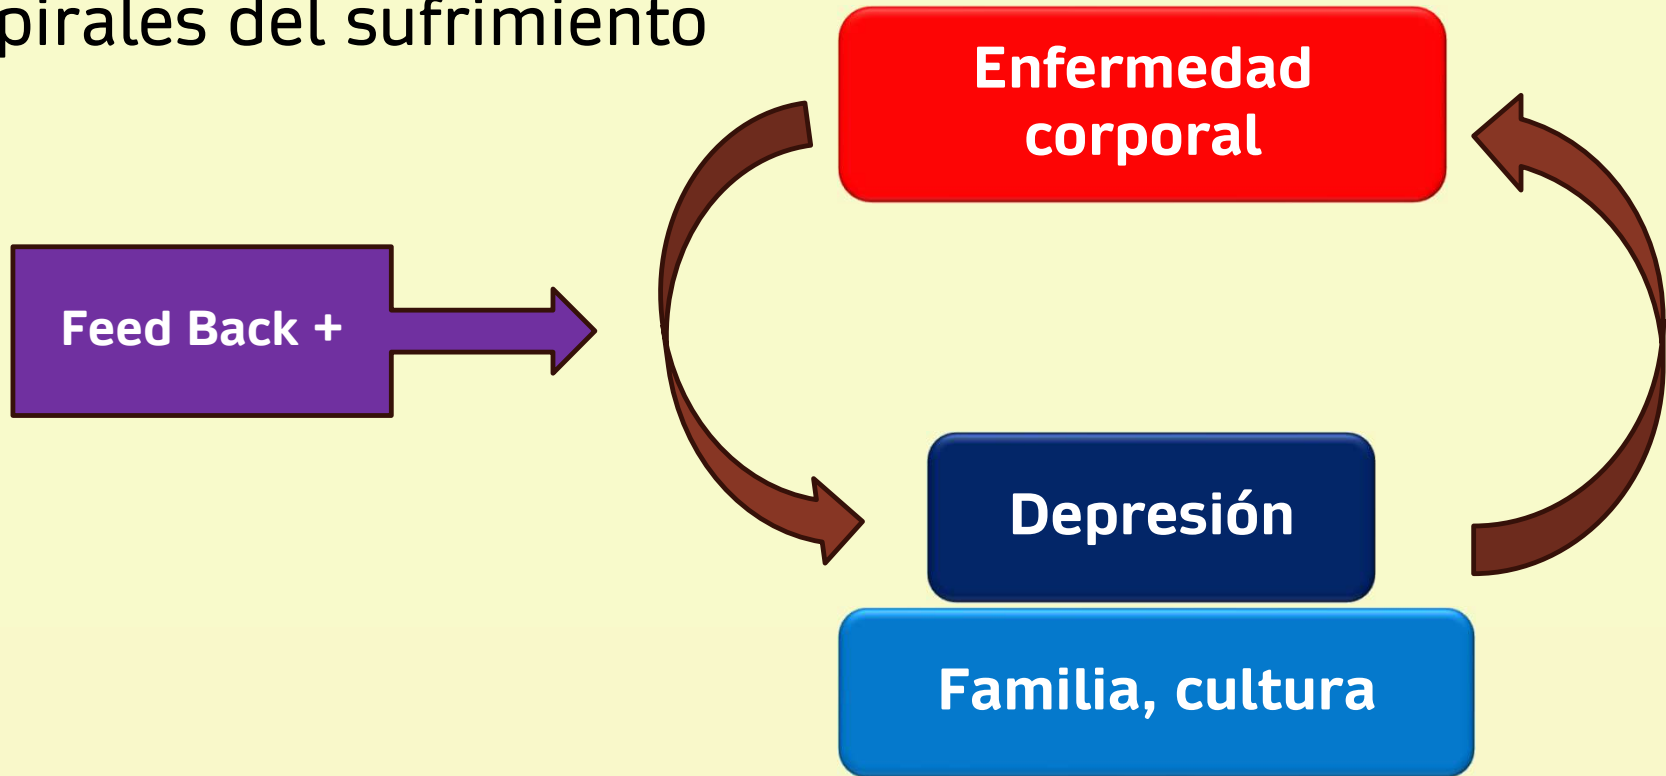 pirales del sufrimiento
Enfermedad
corporal
Feed Back +
Depresión
Familia, cultura